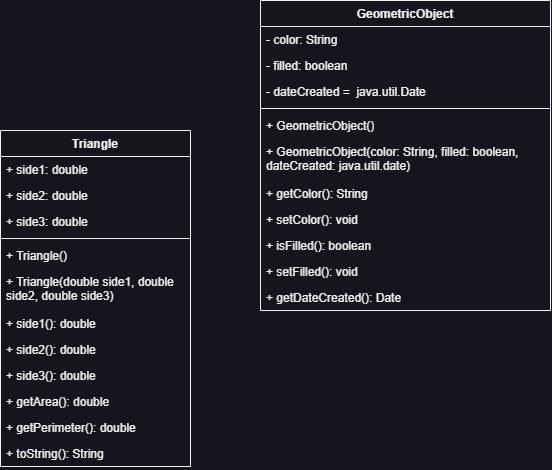 GeometricObject
- color: String
- filled: boolean
- dateCreated =  java.util.Date
+ GeometricObject()
+ GeometricObject(color: String, filled: boolean,
dateCreated: java.util.date)
+ getColor(): String
+ setColor(): void
+ isFilled(): boolean
+ setFilled(): void
+ getDateCreated(): Date
Triangle
+ side1: double
+ side2: double
+ side3: double
+ Triangle()
+ Triangle(double side1, double
side2, double side3)
+ side1(): double
+ side2(): double
+ side3(): double
+ getArea(): double
+ getPerimeter(): double
+ toString(): String